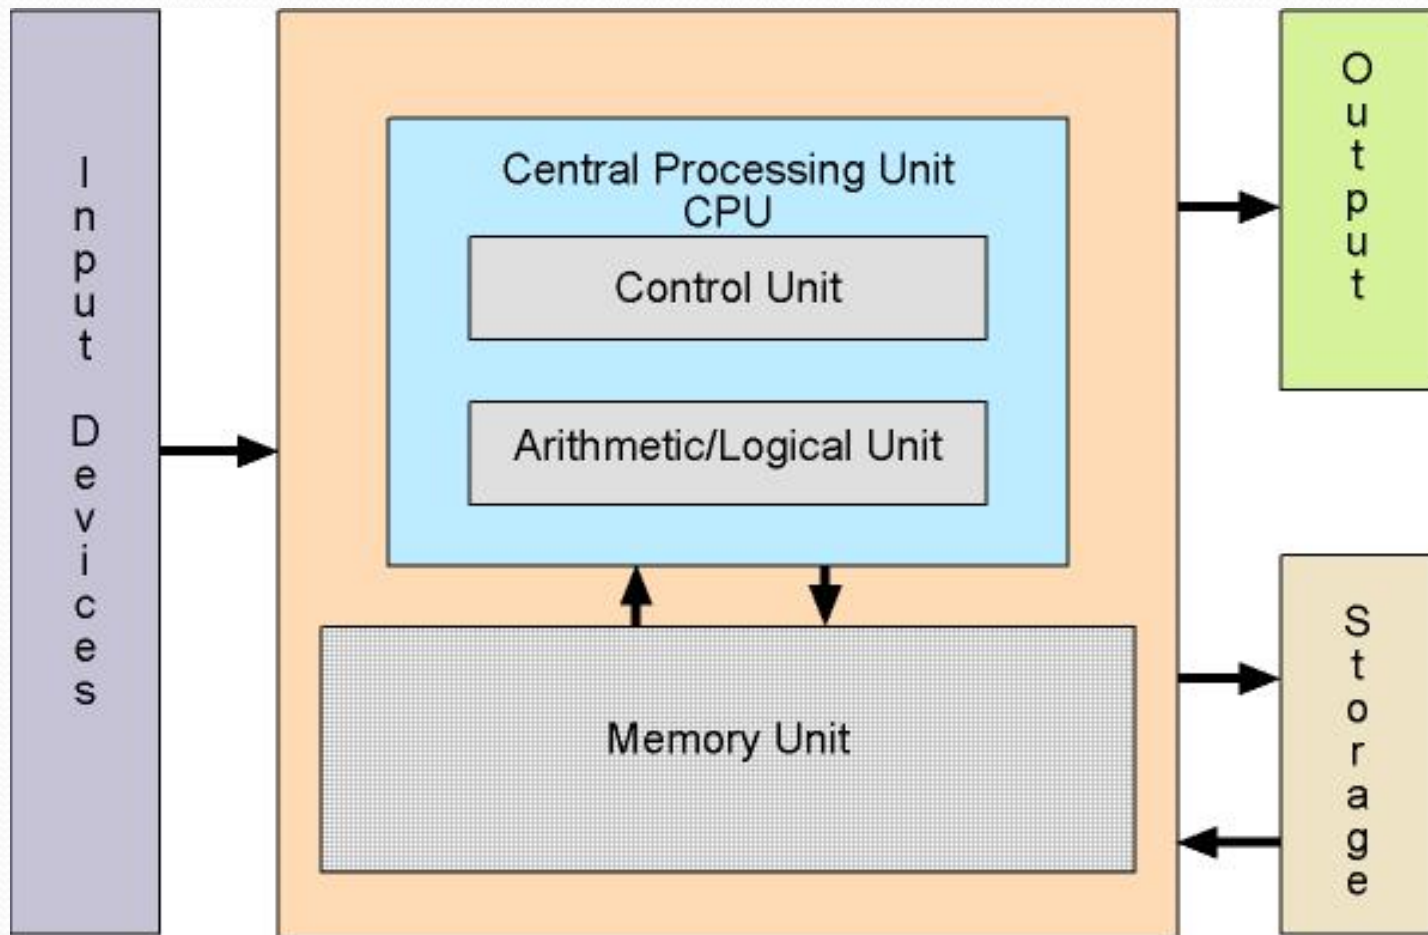 Input Devices
Central Processing Unit
CPU
Control Unit
Arithmetic/Logical Unit
Memory Unit
Output
Storage